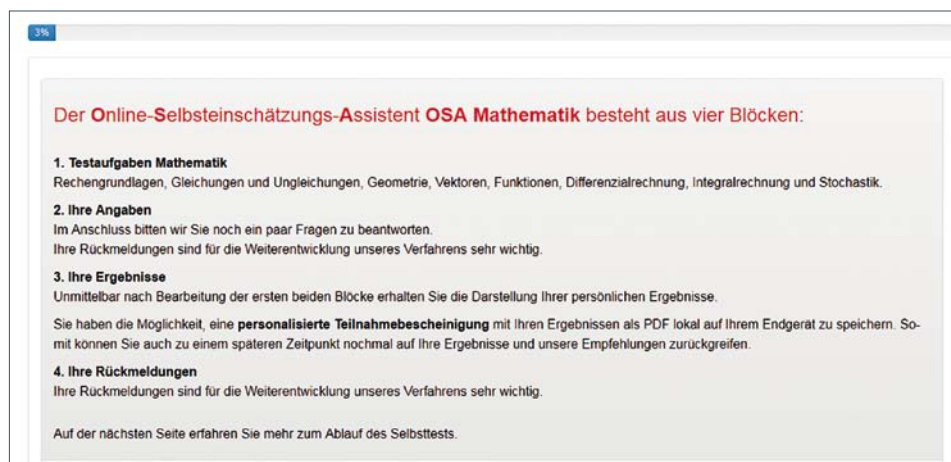 3%
Der Online-Selbsteinschätzungs-Assistent OSA Mathematik besteht aus vier Blöcken:
1. Testaufgaben Mathematik
Rechengrundlagen, Gleichungen und Ungleichungen, Geometrie, Vektoren, Funktionen, Differenzialrechnung, Integralrechnung und Stochastik.
2. Ihre Angaben
Im Anschluss bitten wir Sie noch ein paar Fragen zu beantworten.
Ihre Rückmeldungen sind für die Weiterentwicklung unseres Verfahrens sehr wichtig.
3. Ihre Ergebnisse
Unmittelbar nach Bearbeitung der ersten beiden Blöcke erhalten Sie die Darstellung Ihrer persönlichen Ergebnisse.
Sie haben die Möglichkeit, eine personalisierte Teilnahmebescheinigung mit Ihren Ergebnissen als PDF lokal auf Ihrem Endgerät zu speichern. So-
mit können Sie auch zu einem späteren Zeitpunkt nochmal auf Ihre Ergebnisse und unsere Empfehlungen zurückgreifen.
4. Ihre Rückmeldungen
Ihre Rückmeldungen sind für die Weiterentwicklung unseres Verfahrens sehr wichtig.
Auf der nächsten Seite erfahren Sie mehr zum Ablauf des Selbsttests.